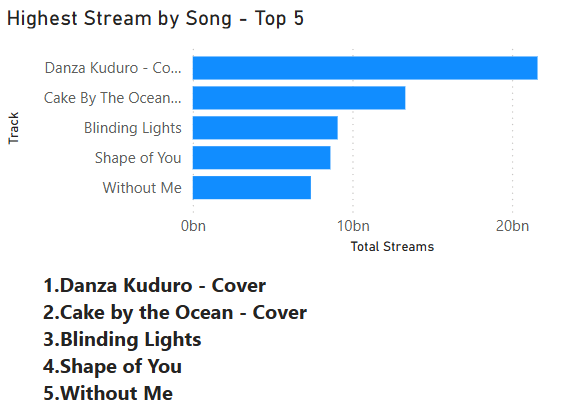 Highest Stream by Song - Top 5
Danza Kuduro - Co...
Cake By The Ocean...
Blinding Lights
Shape of You
Without Me
Track
0bn
10bn
20bn
Total Streams
1.Danza Kuduro - Cover
2.Cake by the Ocean - Cover
3.Blinding Lights
4.Shape of You
5.Without Me